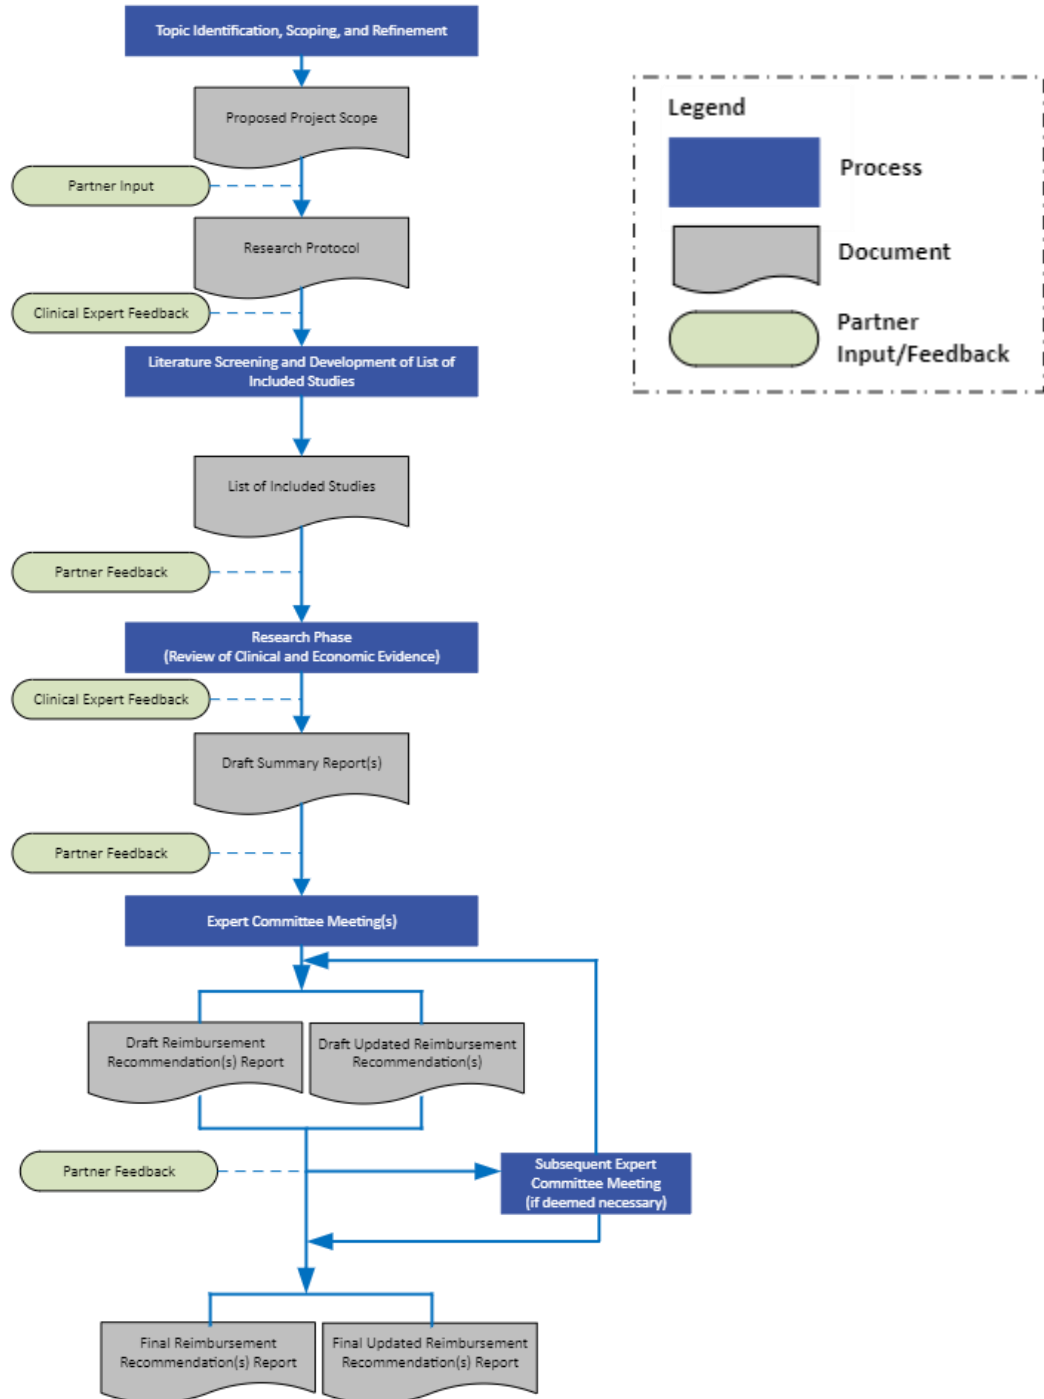 Topic Identification, Scoping, and Refinement
Proposed Project Scope
Partner Input
Research Protocol
Clinical Expert Feedback
Literature Screening and Development of List of
Included Studies
List of Included Studies
Partner Feedback
Research Phase
(Review of Clinical and Economic Evidence)
Clinical Expert Feedback
Draft Summary Report(s)
Partner Feedback
Expert Committee Meeting(s)
Draft Reimbursement
Recommendation(s) Report
Draft Updated Reimbursement
Recommendation(s)
Partner Feedback
Subsequent Expert
Committee Meeting
(if deemed necessary)
Final Reimbursement
Recommendation(s) Report
Final Updated Reimbursement
Recommendation(s) Report
Legend
Process
Document
Partner
Input/Feedback